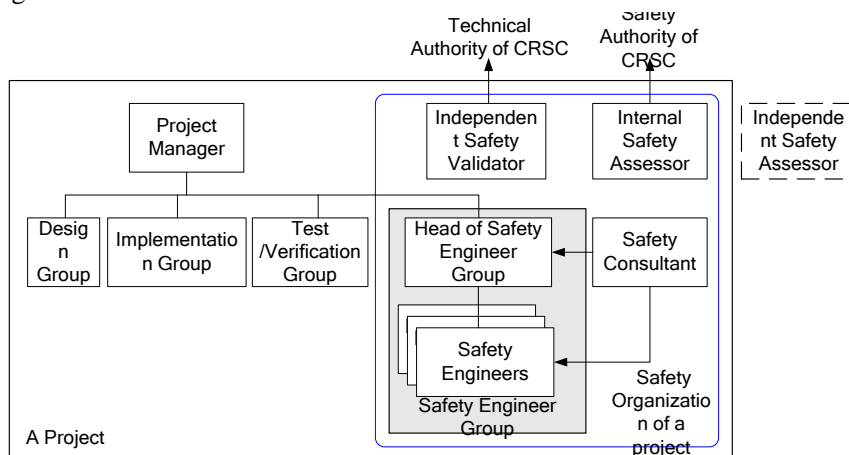 Technical
Authority of CRSC
Safety
Authority of
CRSC
Project
Manager
Independen
t Safety
Validator
Internal
Safety
Assessor
Independe
nt Safety
Assessor
Desig
n
Group
Implementatio
n Group
Test
/Verification
Group
Head of Safety
Engineer
Group
Safety
Consultant
Safety
Engineers
Safety Engineer
Group
Safety
Organizatio
n of a
project
A Project